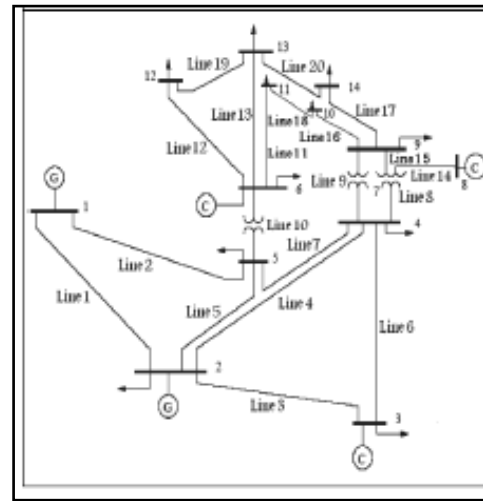 13
Line 19
12
Line 20
14
11
Line 13
Line 18
10
Line 17
Line 16
Line 12
Line 11
9
Line 15
Line 14
C
8
Line 9
7
Line 8
6
C
G
1
Line 10
4
Line 7
5
Line 2
Line 1
Line 5
Line 4
Line 6
2
G
Line 3
3
C